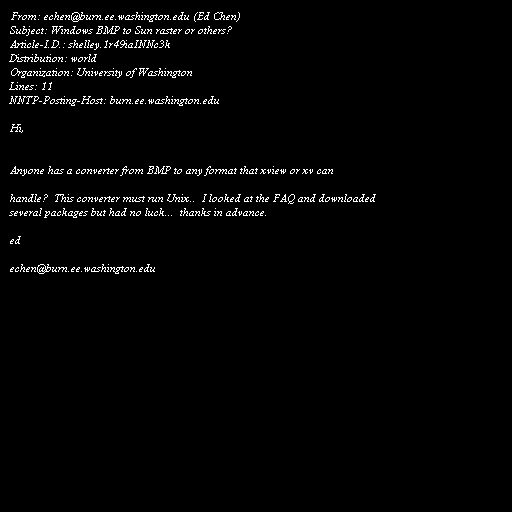 From: echen@burn.ee.washington.edu (Ed Chen)
Subject: Windows BMP to Sun raster or others?
Article-I.D.: shelley.1r49iaINNc3k
Distribution: world
Organization: University of Washington
Lines: 11
NNTP-Posting-Host: burn.ee.washington.edu
Hi,
Anyone has a converter from BMP to any format that xview or xv can
handle?  This converter must run Unix..  I looked at the FAQ and downloaded
several packages but had no luck...  thanks in advance.
ed
echen@burn.ee.washington.edu